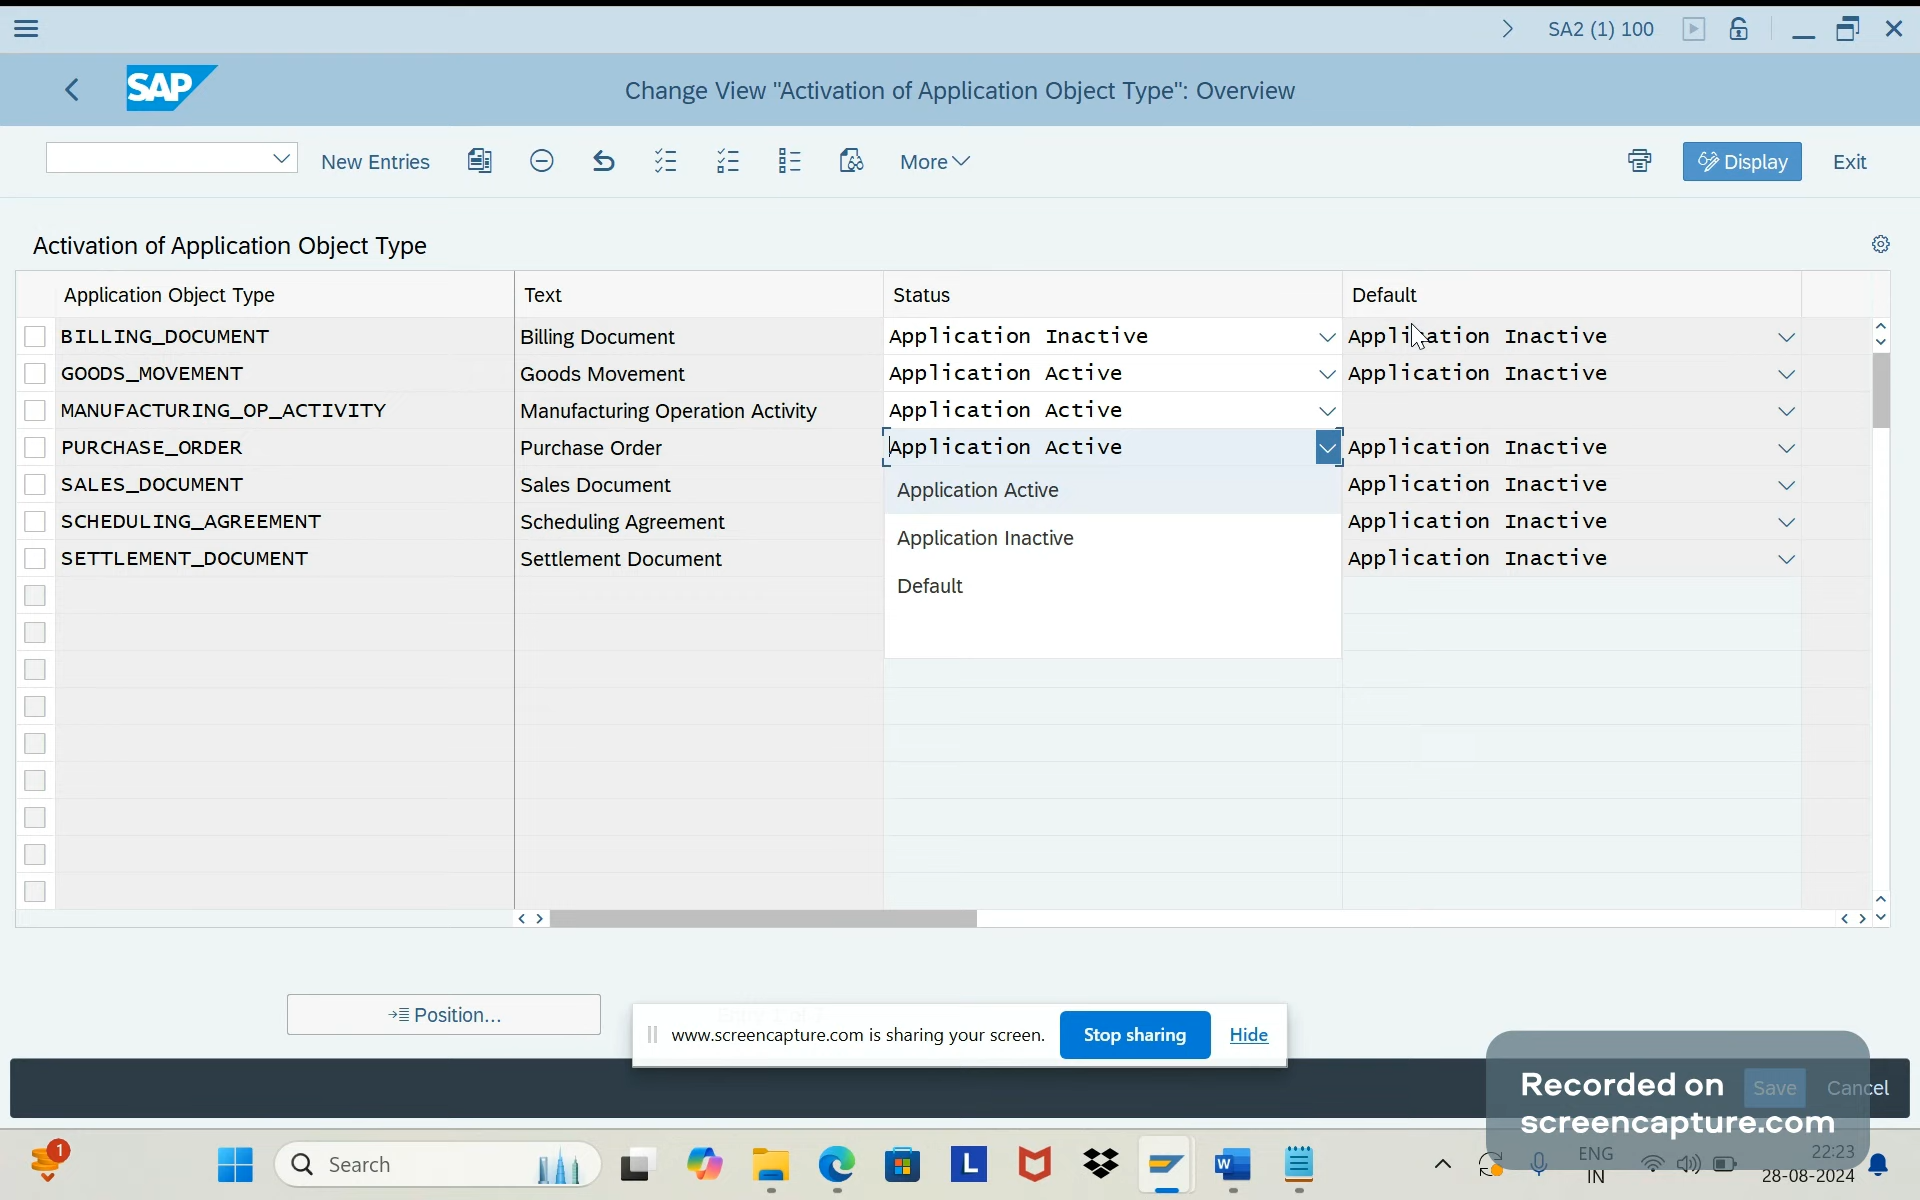 SA2 (1) 100
SAP
Change View "Activation of Application Object Type": Overview
New Entries
More
Display
Exit
Activation of Application Object Type
Application Object Type Text Status Default
BILLING_DOCUMENT Billing Document Application Inactive Application Inactive
GOODS_MOVEMENT Goods Movement Application Active Application Inactive
MANUFACTURING_OP_ACTIVITY Manufacturing Operation Activity Application Active
PURCHASE_ORDER Purchase Order Application Active Application Inactive
SALES_DOCUMENT Sales Document Application Active Application Inactive
SCHEDULING_AGREEMENT Scheduling Agreement Application Inactive Application Inactive
SETTLEMENT_DOCUMENT Settlement Document Default Application Inactive
Position...
www.screencapture.com is sharing your screen. Stop sharing Hide
Recorded on
screencapture.com
Save Cancel
1
Search
L
W
ENG
IN
22:23
28-08-2024